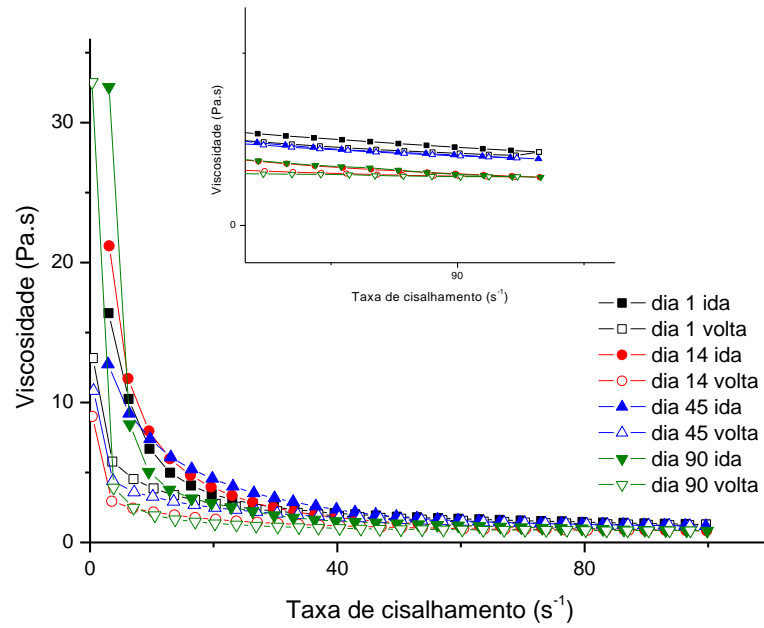 30
20
10
0
0
40
80
Viscosidade (Pa.s)
Taxa de cisalhamento (s⁻¹)
Viscosidade (Pa.s)
0
90
Taxa de cisalhamento (s⁻¹)
dia 1 ida
dia 1 volta
dia 14 ida
dia 14 volta
dia 45 ida
dia 45 volta
dia 90 ida
dia 90 volta